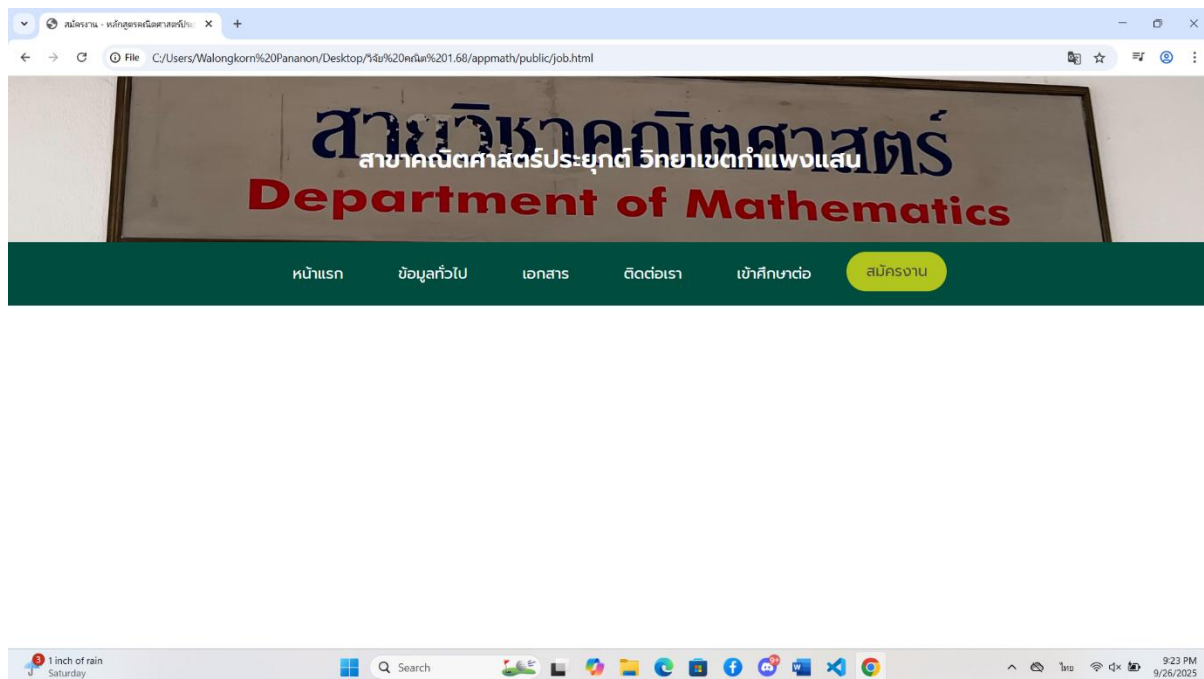 สมัครงาน - หลักสูตรคณิตศาสตร์ประ
File C:/Users/Walongkorn%20Pananon/Desktop/วิจัย%20คณิต%201.68/appmath/public/job.html
สายวิชาคณิตศาสตร์
สาขาคณิตศาสตร์ประยุกต์ วิทยาเขตกำแพงแสน
Department of Mathematics
หน้าแรก ข้อมูลทั่วไป เอกสาร ติดต่อเรา เข้าศึกษาต่อ สมัครงาน
3 1 inch of rain Search ไทย 9:23 PM
Saturday 9/26/2025